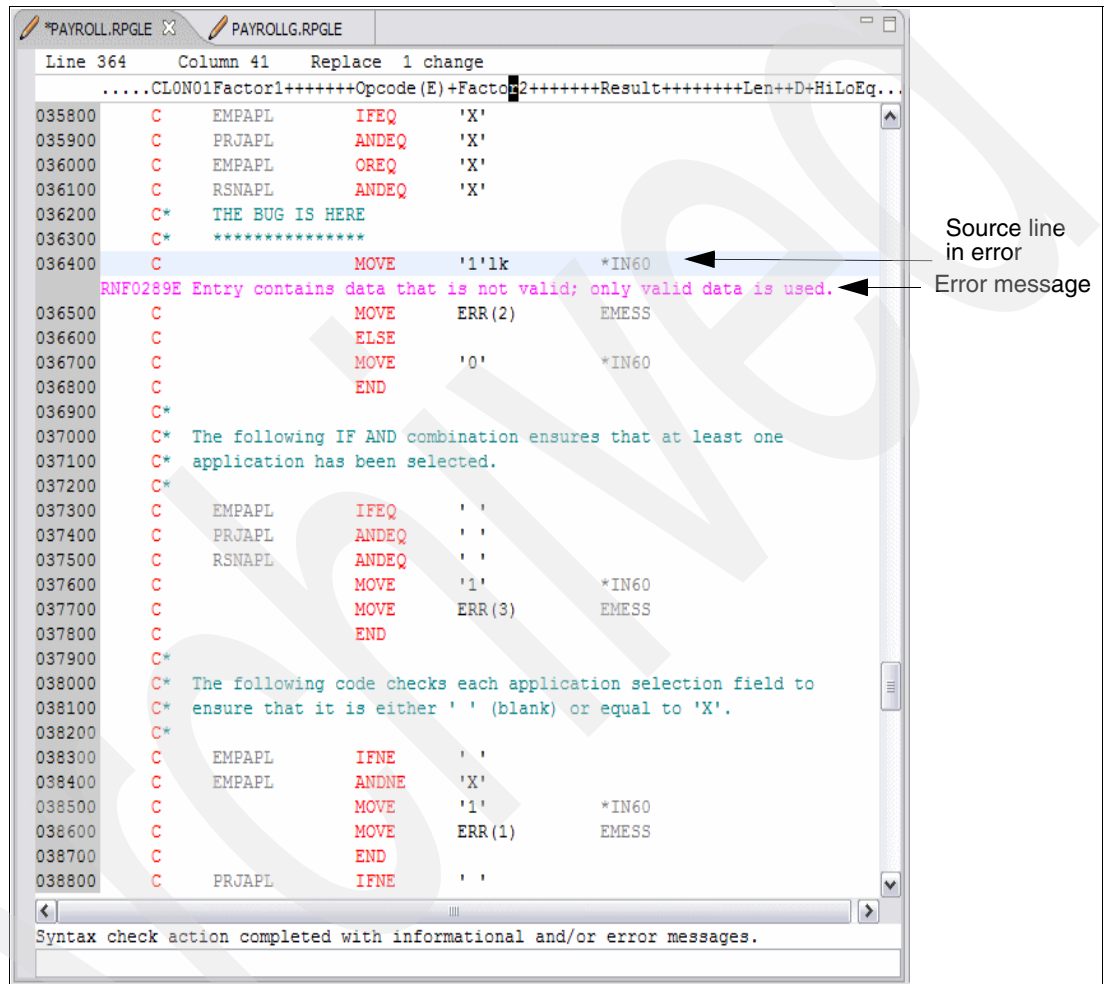 *PAYROLL.RPGLE PAYROLLG.RPGLE
Line 364 Column 41 Replace 1 change
.....CL0N01Factor1+++++++Opcode(E)+Factor2+++++++Result++++++++Len++D+HiLoEq...
035800 C EMPAPL IFEQ 'X'
035900 C PRJAPL ANDEQ 'X'
036000 C EMPAPL OREQ 'X'
036100 C RSNAPL ANDEQ 'X'
036200 C* THE BUG IS HERE
036300 C* ***************
036400 C MOVE '1'lk *IN60
Source line in error
RNF0289E Entry contains data that is not valid; only valid data is used.
Error message
036500 C MOVE ERR(2) EMESS
036600 C ELSE
036700 C MOVE '0' *IN60
036800 C END
036900 C*
037000 C* The following IF AND combination ensures that at least one
037100 C* application has been selected.
037200 C*
037300 C EMPAPL IFEQ ' '
037400 C PRJAPL ANDEQ ' '
037500 C RSNAPL ANDEQ ' '
037600 C MOVE '1' *IN60
037700 C MOVE ERR(3) EMESS
037800 C END
037900 C*
038000 C* The following code checks each application selection field to
038100 C* ensure that it is either ' ' (blank) or equal to 'X'.
038200 C*
038300 C EMPAPL IFNE ' '
038400 C EMPAPL ANDNE 'X'
038500 C MOVE '1' *IN60
038600 C MOVE ERR(1) EMESS
038700 C END
038800 C PRJAPL IFNE ' '
Syntax check action completed with informational and/or error messages.